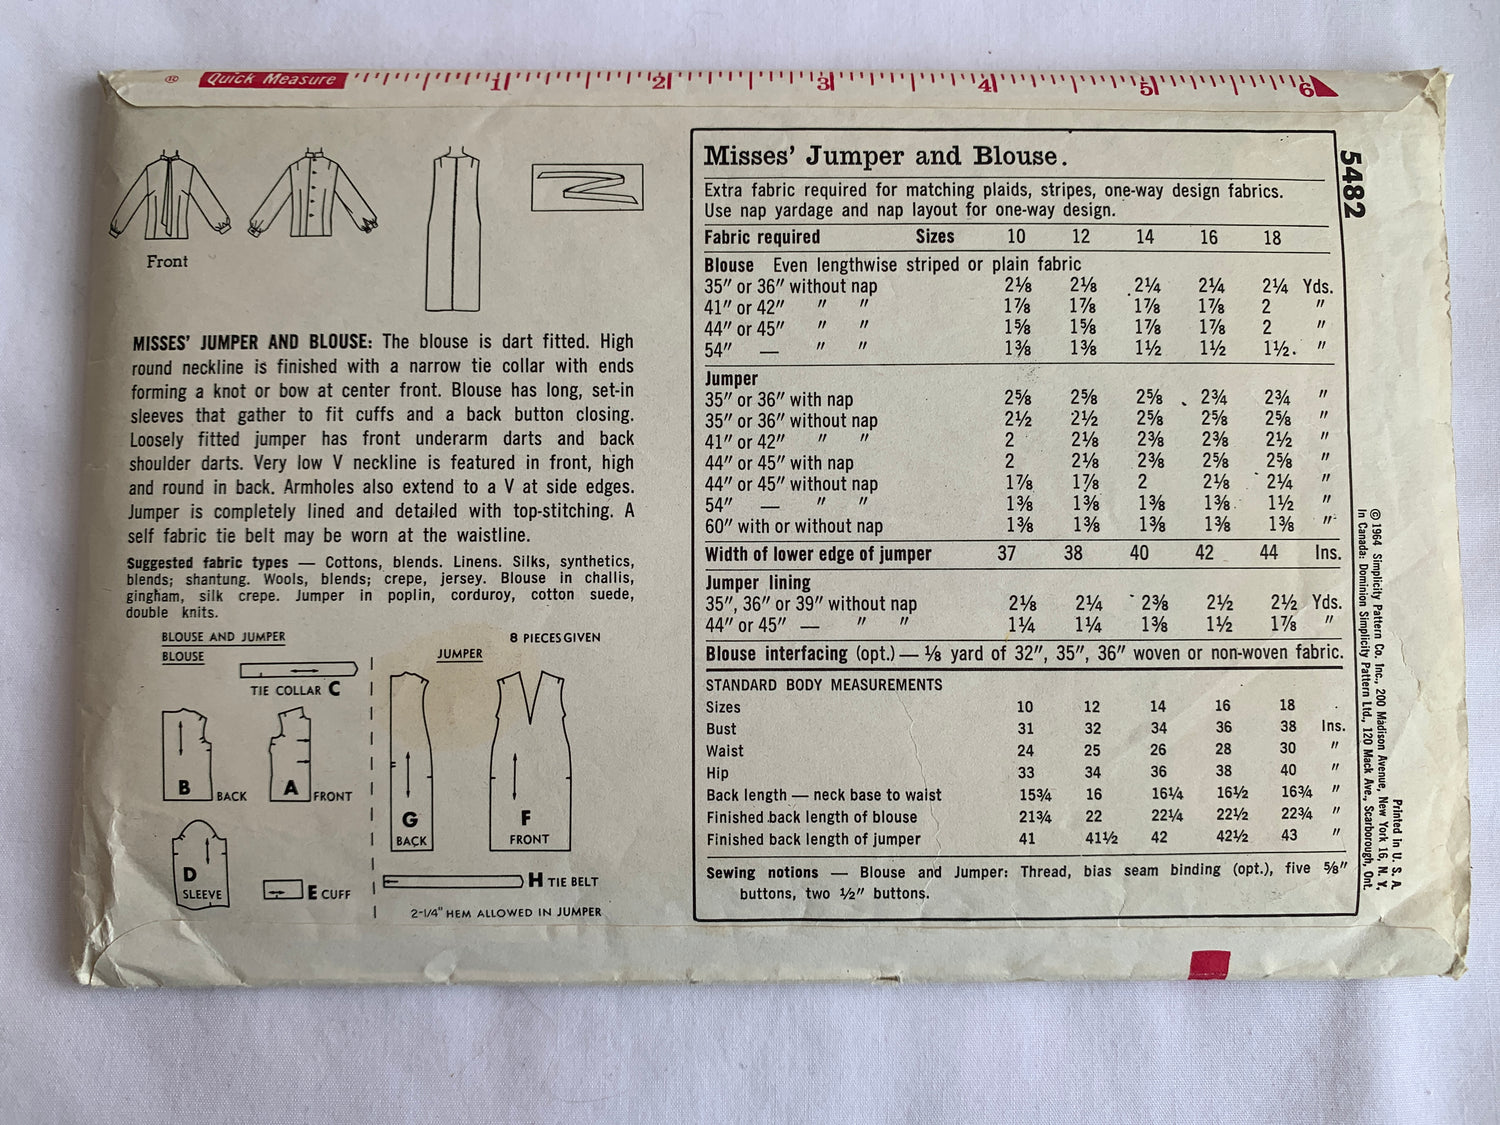 ® Quick Measure 1 2 3 4 5 6
Front
MISSES' JUMPER AND BLOUSE: The blouse is dart fitted. High
round neckline is finished with a narrow tie collar with ends
forming a knot or bow at center front. Blouse has long, set-in
sleeves that gather to fit cuffs and a back button closing.
Loosely fitted jumper has front underarm darts and back
shoulder darts. Very low V neckline is featured in front, high
and round in back. Armholes also extend to a V at side edges.
Jumper is completely lined and detailed with top-stitching. A
self fabric tie belt may be worn at the waistline.
Suggested fabric types — Cottons, blends. Linens. Silks, synthetics,
blends; shantung. Wools, blends; crepe, jersey. Blouse in challis,
gingham, silk crepe. Jumper in poplin, corduroy, cotton suede,
double knits.
BLOUSE AND JUMPER
8 PIECES GIVEN
BLOUSE
JUMPER
TIE COLLAR C
B BACK
A FRONT
G BACK
F FRONT
D SLEEVE
E CUFF
H TIE BELT
2-1/4" HEM ALLOWED IN JUMPER
Misses' Jumper and Blouse.
Extra fabric required for matching plaids, stripes, one-way design fabrics.
Use nap yardage and nap layout for one-way design.
Fabric required Sizes 10 12 14 16 18
Blouse Even lengthwise striped or plain fabric
35" or 36" without nap 2⅛ 2⅛ 2¼ 2¼ 2¼ Yds.
41" or 42" " " 1⅞ 1⅞ 1⅞ 1⅞ 2 "
44" or 45" " " 1⅝ 1⅝ 1⅞ 1⅞ 2 "
54" — " " 1⅜ 1⅜ 1½ 1½ 1½. "
Jumper
35" or 36" with nap 2⅝ 2⅝ 2⅝ 2¾ 2¾ "
35" or 36" without nap 2½ 2½ 2⅝ 2⅝ 2⅝ "
41" or 42" " " 2 2⅛ 2⅜ 2⅜ 2½ "
44" or 45" with nap 2 2⅛ 2⅜ 2⅝ 2⅝ "
44" or 45" without nap 1⅞ 1⅞ 2 2⅛ 2¼ "
54" — " " 1⅜ 1⅜ 1⅜ 1⅜ 1½ "
60" with or without nap 1⅜ 1⅜ 1⅜ 1⅜ 1⅜ "
Width of lower edge of jumper 37 38 40 42 44 Ins.
Jumper lining
35", 36" or 39" without nap 2⅛ 2¼ 2⅜ 2½ 2½ Yds.
44" or 45" — " " 1¼ 1¼ 1⅜ 1½ 1⅞ "
Blouse interfacing (opt.) — ⅛ yard of 32", 35", 36" woven or non-woven fabric.
STANDARD BODY MEASUREMENTS
Sizes 10 12 14 16 18
Bust 31 32 34 36 38 Ins.
Waist 24 25 26 28 30 "
Hip 33 34 36 38 40 "
Back length — neck base to waist 15¾ 16 16¼ 16½ 16¾ "
Finished back length of blouse 21¾ 22 22¼ 22½ 22¾ "
Finished back length of jumper 41 41½ 42 42½ 43 "
Sewing notions — Blouse and Jumper: Thread, bias seam binding (opt.), five ⅝"
buttons, two ½" buttons.
5482
Printed in U. S. A.
© 1964 Simplicity Pattern Co. Inc., 200 Madison Avenue, New York 16, N. Y.
In Canada: Dominion Simplicity Pattern Ltd., 120 Mack Ave., Scarborough, Ont.